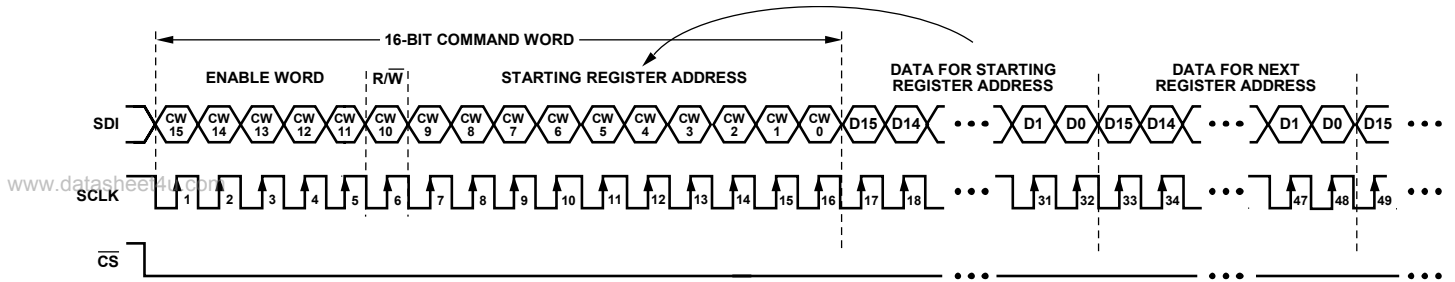 16-BIT COMMAND WORD
ENABLE WORD R/W̅ STARTING REGISTER ADDRESS DATA FOR STARTING REGISTER ADDRESS DATA FOR NEXT REGISTER ADDRESS
SDI CW 15 CW 14 CW 13 CW 12 CW 11 CW 10 CW 9 CW 8 CW 7 CW 6 CW 5 CW 4 CW 3 CW 2 CW 1 CW 0 D15 D14 ••• D1 D0 D15 D14 ••• D1 D0 D15 •••
www.datasheet4u.com
SCLK 1 2 3 4 5 6 7 8 9 10 11 12 13 14 15 16 17 18 ••• 31 32 33 34 ••• 47 48 49 •••
C̅S̅ ••• ••• •••